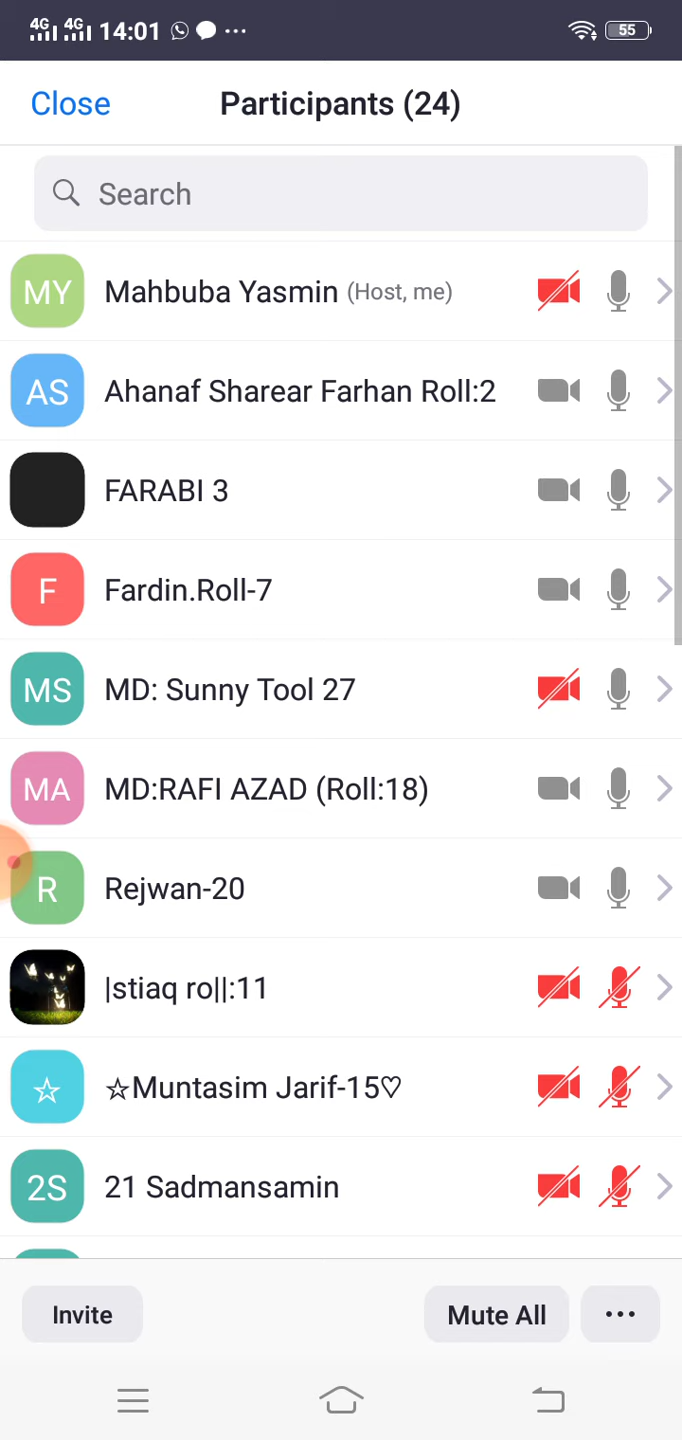 4G 4G 14:01 ... 55
Close Participants (24)
Search
MY Mahbuba Yasmin (Host, me)
AS Ahanaf Sharear Farhan Roll:2
FARABI 3
F Fardin.Roll-7
MS MD: Sunny Tool 27
MA MD:RAFI AZAD (Roll:18)
R Rejwan-20
|stiaq ro||:11
☆ ☆Muntasim Jarif-15♡
2S 21 Sadmansamin
Invite Mute All ...